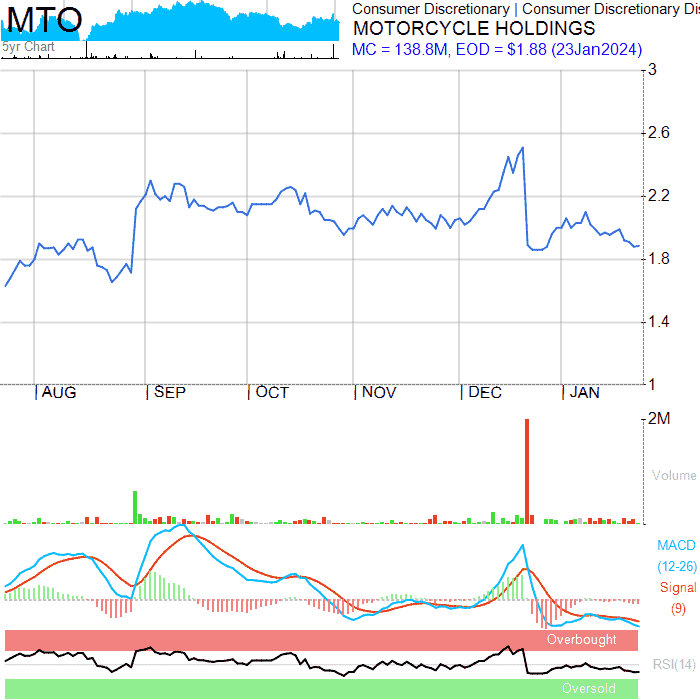 MTO
5yr Chart
Consumer Discretionary | Consumer Discretionary Dis
MOTORCYCLE HOLDINGS
MC = 138.8M, EOD = $1.88 (23Jan2024)
3
2.6
2.2
1.8
1.4
1
AUG SEP OCT NOV DEC JAN
2M
Volume
MACD
(12-26)
Signal
(9)
Overbought
RSI(14)
Oversold